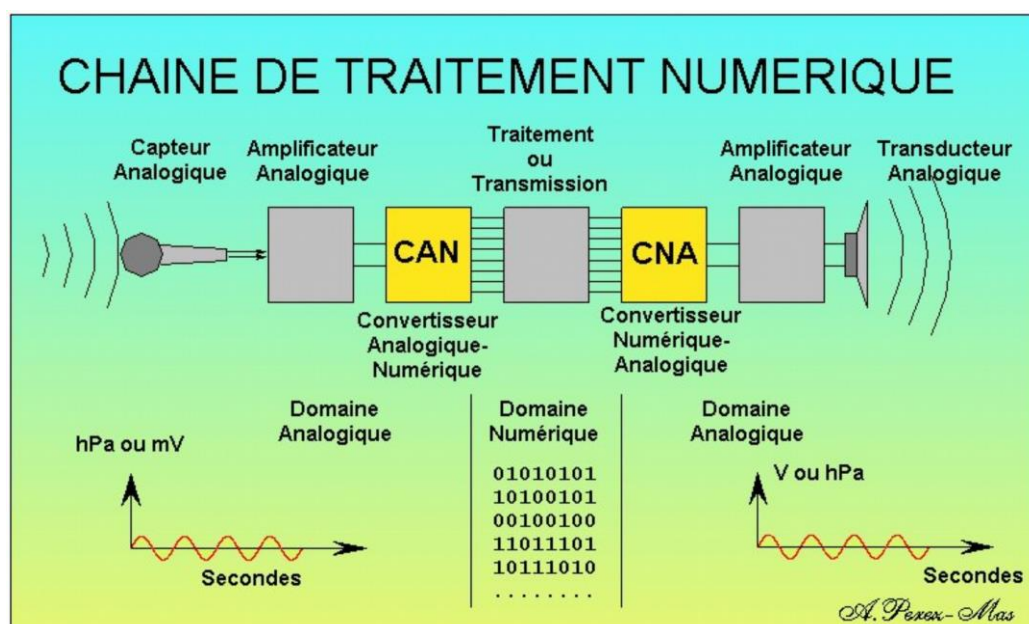 CHAINE DE TRAITEMENT NUMERIQUE
Capteur
Analogique
Amplificateur
Analogique
Traitement
ou
Transmission
Amplificateur
Analogique
Transducteur
Analogique
CAN
CNA
Convertisseur
Analogique-
Numérique
Convertisseur
Numérique-
Analogique
Domaine
Analogique
Domaine
Numérique
Domaine
Analogique
hPa ou mV
Secondes
01010101
10100101
00100100
11011101
10111010
. . . . . . . .
V ou hPa
Secondes
A. Perez-Mas